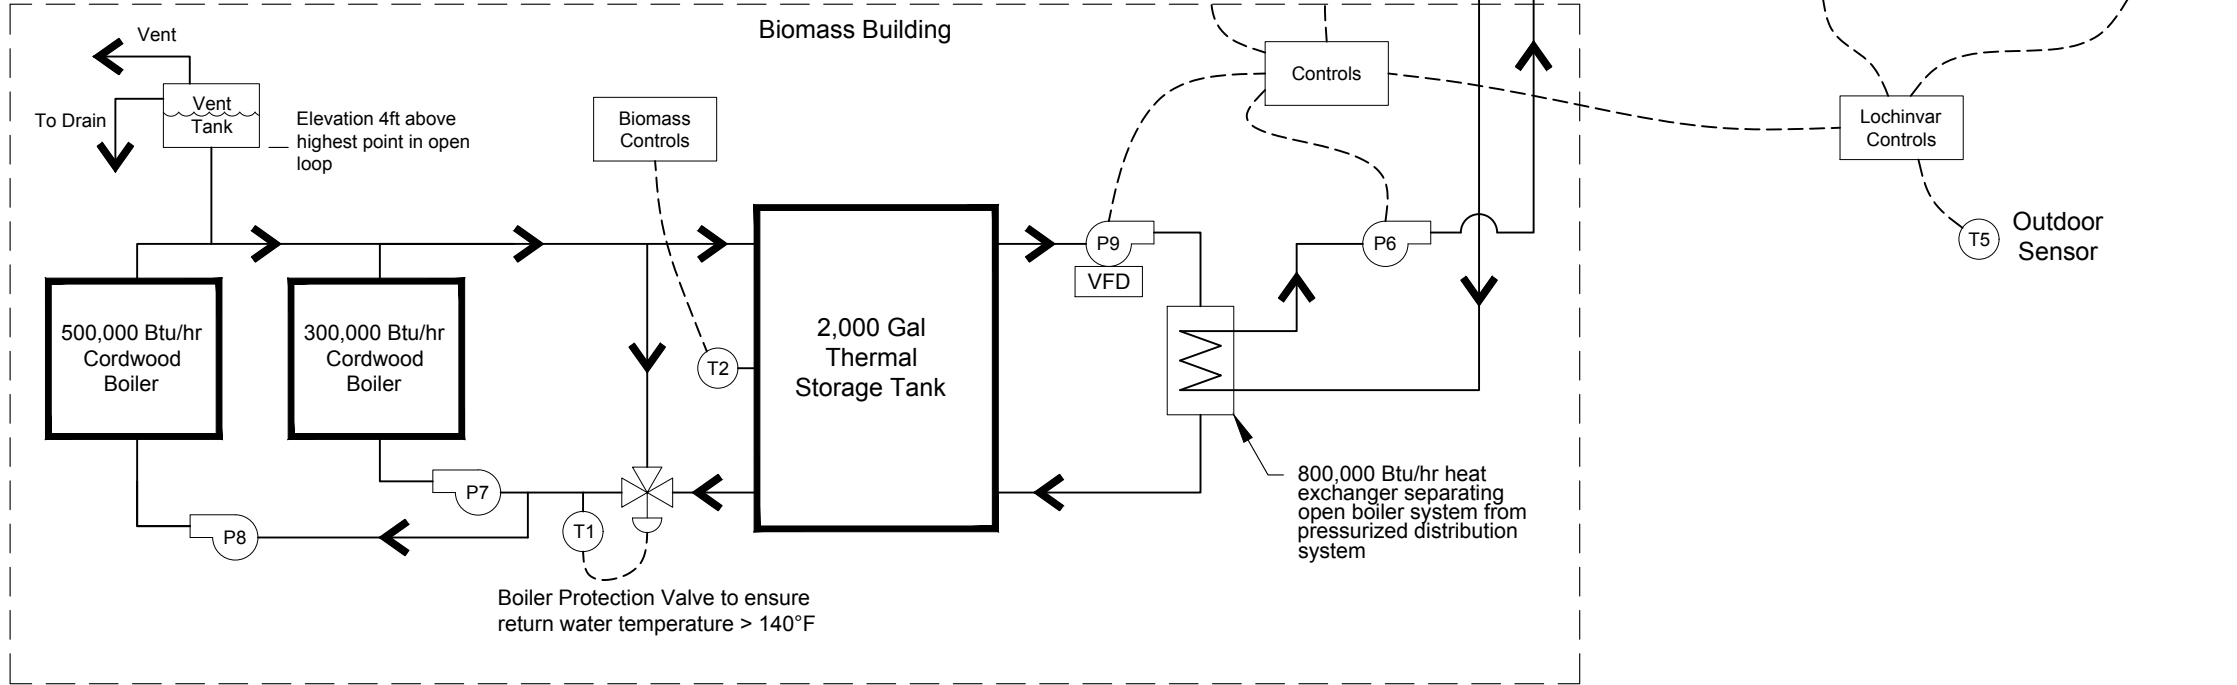 Biomass Building
Vent
Vent
Tank
To Drain
Elevation 4ft above
highest point in open
loop
Biomass
Controls
Controls
Lochinvar
Controls
T5
Outdoor
Sensor
P9
VFD
P6
500,000 Btu/hr
Cordwood
Boiler
300,000 Btu/hr
Cordwood
Boiler
T2
2,000 Gal
Thermal
Storage Tank
P7
P8
T1
800,000 Btu/hr heat
exchanger separating
open boiler system from
pressurized distribution
system
Boiler Protection Valve to ensure
return water temperature > 140°F